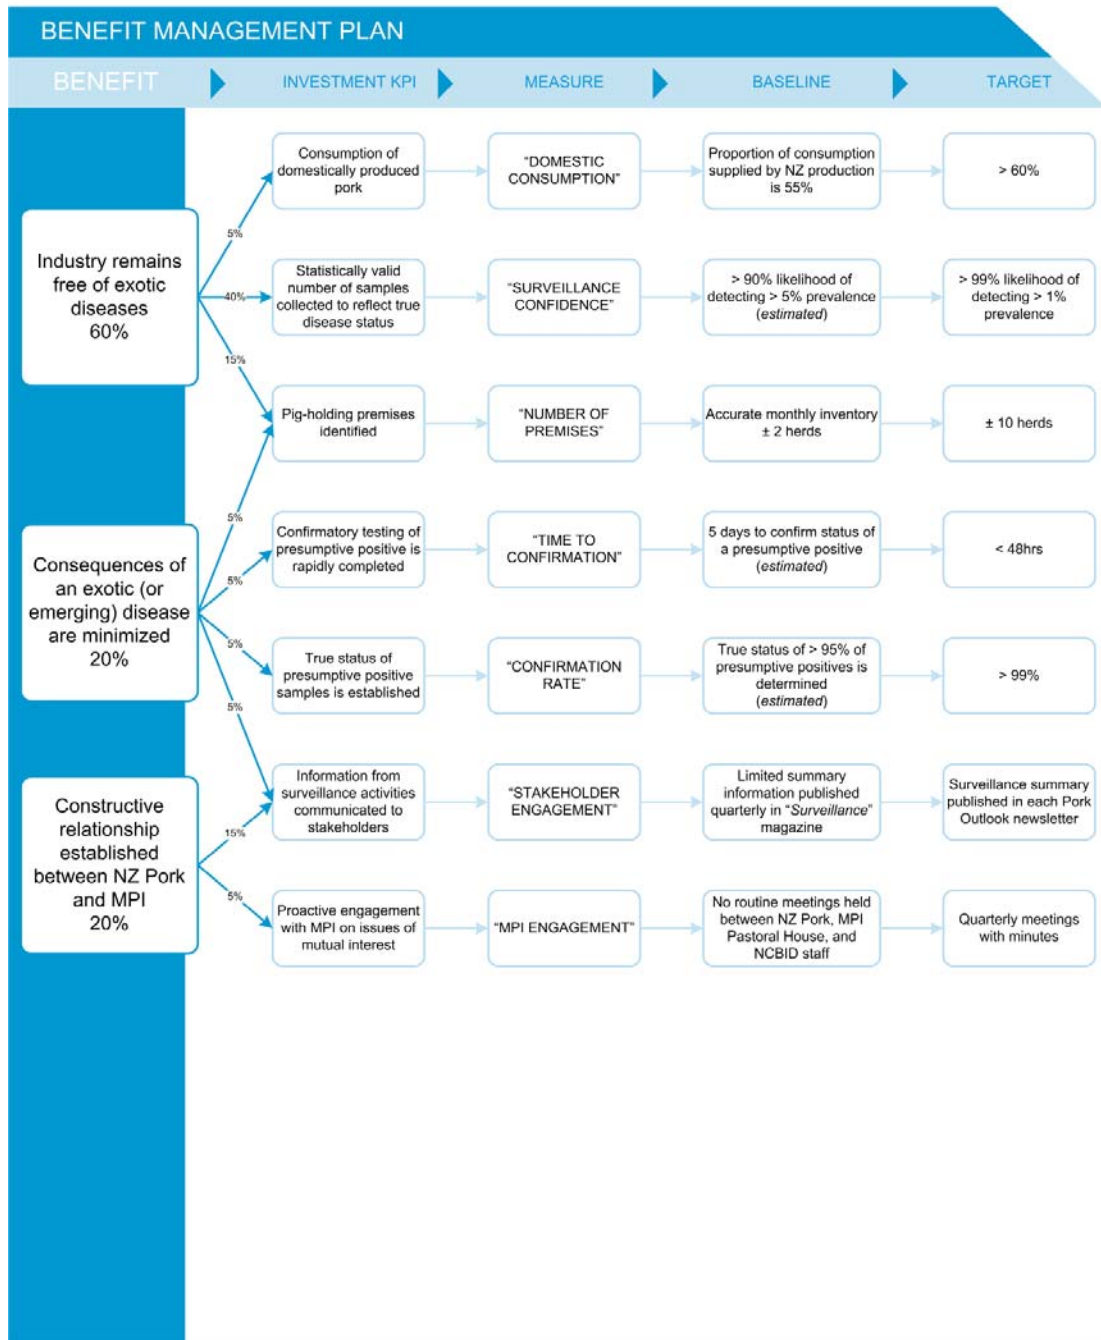 BENEFIT MANAGEMENT PLAN
BENEFIT
INVESTMENT KPI
MEASURE
BASELINE
TARGET
Industry remains
free of exotic
diseases
60%
5%
40%
15%
Consumption of
domestically produced
pork
“DOMESTIC
CONSUMPTION”
Proportion of consumption
supplied by NZ production
is 55%
> 60%
Statistically valid
number of samples
collected to reflect true
disease status
“SURVEILLANCE
CONFIDENCE”
> 90% likelihood of
detecting > 5% prevalence
(estimated)
> 99% likelihood of
detecting > 1%
prevalence
Pig-holding premises
identified
“NUMBER OF
PREMISES”
Accurate monthly inventory
± 2 herds
± 10 herds
Consequences of
an exotic (or
emerging) disease
are minimized
20%
5%
5%
5%
5%
Confirmatory testing of
presumptive positive is
rapidly completed
“TIME TO
CONFIRMATION”
5 days to confirm status of
a presumptive positive
(estimated)
< 48hrs
True status of
presumptive positive
samples is established
“CONFIRMATION
RATE”
True status of > 95% of
presumptive positives is
determined
(estimated)
> 99%
Constructive
relationship
established
between NZ Pork
and MPI
20%
15%
5%
Information from
surveillance activities
communicated to
stakeholders
“STAKEHOLDER
ENGAGEMENT”
Limited summary
information published
quarterly in “Surveillance”
magazine
Surveillance summary
published in each Pork
Outlook newsletter
Proactive engagement
with MPI on issues of
mutual interest
“MPI ENGAGEMENT”
No routine meetings held
between NZ Pork, MPI
Pastoral House, and
NCBID staff
Quarterly meetings
with minutes